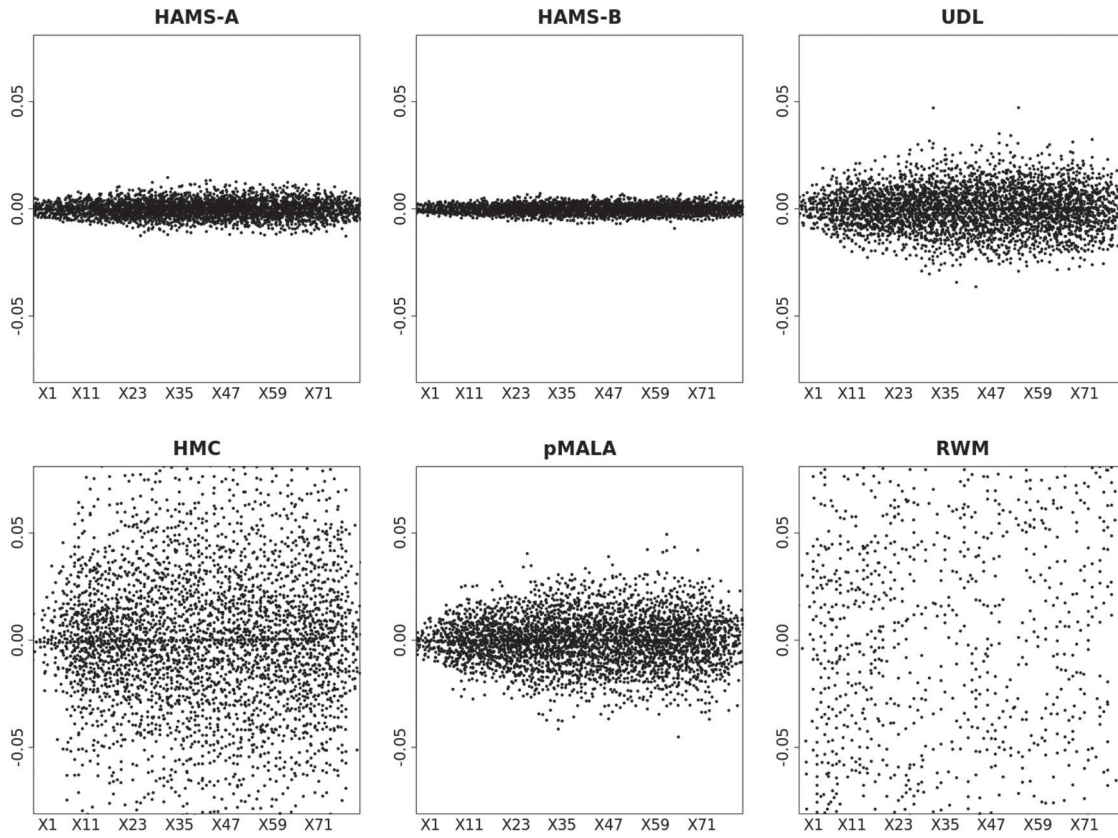 HAMS-A HAMS-B UDL
0.05 0.05 0.05
0.00 0.00 0.00
-0.05 -0.05 -0.05
X1 X11 X23 X35 X47 X59 X71 X1 X11 X23 X35 X47 X59 X71 X1 X11 X23 X35 X47 X59 X71
HMC pMALA RWM
0.05 0.05 0.05
0.00 0.00 0.00
-0.05 -0.05 -0.05
X1 X11 X23 X35 X47 X59 X71 X1 X11 X23 X35 X47 X59 X71 X1 X11 X23 X35 X47 X59 X71